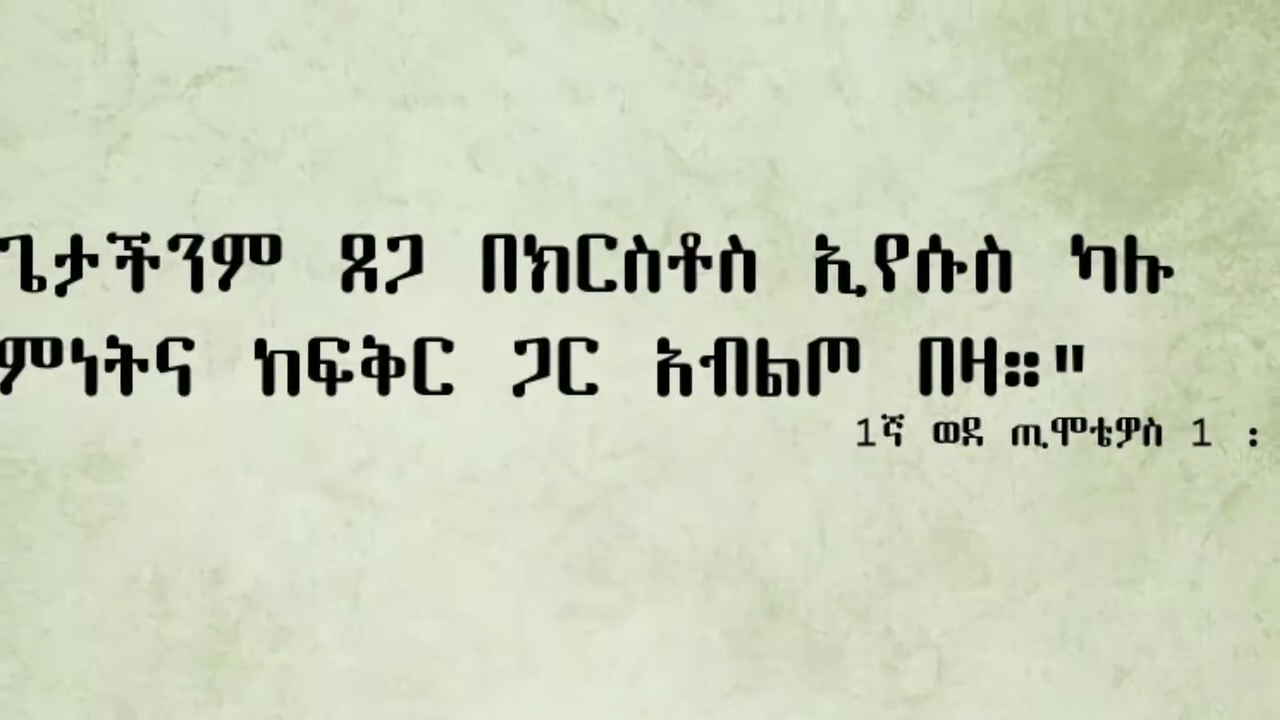 ጌታችንም ጸጋ በክርስቶስ ኢየሱስ ካሉ
ምነትና ከፍቅር ጋር አብልጦ በዛ።"
1ኛ ወደ ጢሞቴዎስ 1 ፡